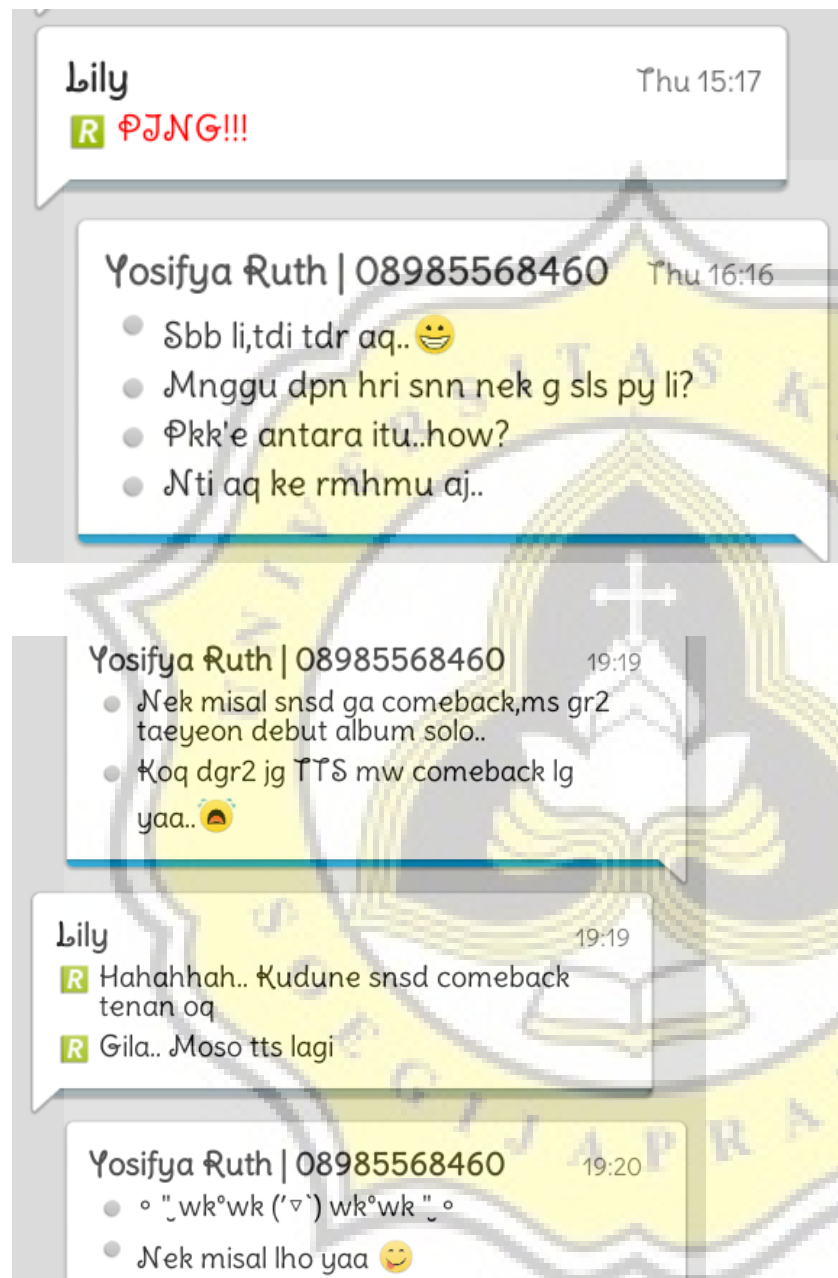 Lily Thu 15:17
R PING!!!
Yosifya Ruth | 08985568460 Thu 16:16
Sbb li,tdi tdr aq..😀
Mnggu dpn hri snn nek g sls py li?
Pkk'e antara itu..how?
Nti aq ke rmhmu aj..
Yosifya Ruth | 08985568460 19:19
Nek misal snsd ga comeback,ms gr2
taeyeon debut album solo..
Koq dgr2 jg TTS mw comeback lg
yaa..😭
Lily 19:19
R Hahahhah.. Kudune snsd comeback
tenan oq
R Gila.. Moso tts lagi
Yosifya Ruth | 08985568460 19:20
° "̮ wk°wk (′▿`) wk°wk "̮ °
Nek misal lho yaa 😋
UNIVERSITAS K
SOEGIJAPRA